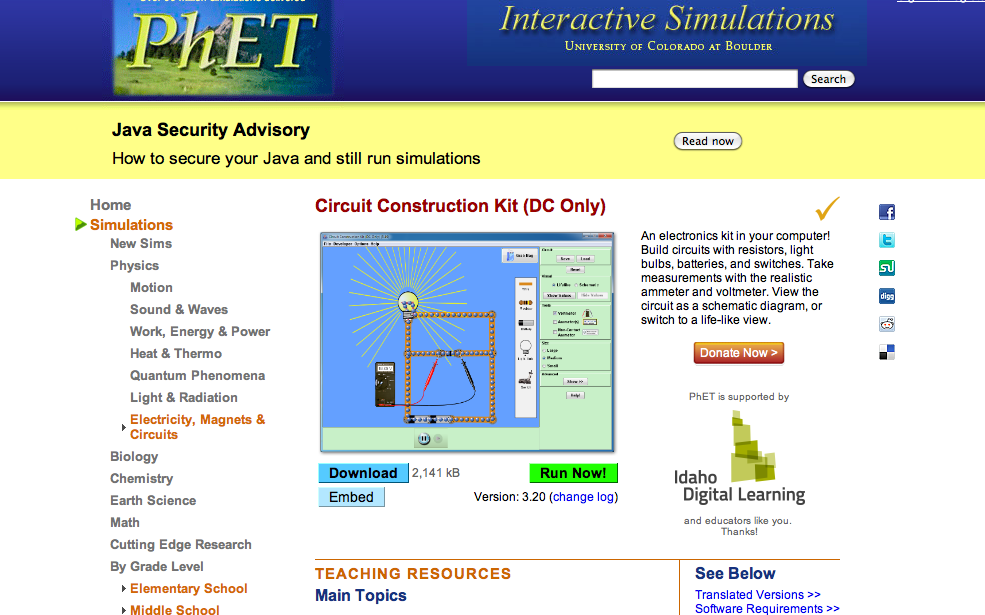 PhET
Interactive Simulations
UNIVERSITY OF COLORADO AT BOULDER
Search
Java Security Advisory
How to secure your Java and still run simulations
Read now
Home
Simulations
New Sims
Physics
Motion
Sound & Waves
Work, Energy & Power
Heat & Thermo
Quantum Phenomena
Light & Radiation
Electricity, Magnets &
Circuits
Biology
Chemistry
Earth Science
Math
Cutting Edge Research
By Grade Level
Elementary School
Middle School
Circuit Construction Kit (DC Only)
Download
2,141 kB
Run Now!
Embed
Version: 3.20 (change log)
An electronics kit in your computer!
Build circuits with resistors, light
bulbs, batteries, and switches. Take
measurements with the realistic
ammeter and voltmeter. View the
circuit as a schematic diagram, or
switch to a life-like view.
Donate Now >
PhET is supported by
Idaho
Digital Learning
and educators like you.
Thanks!
digg
TEACHING RESOURCES
Main Topics
See Below
Translated Versions >>
Software Requirements >>